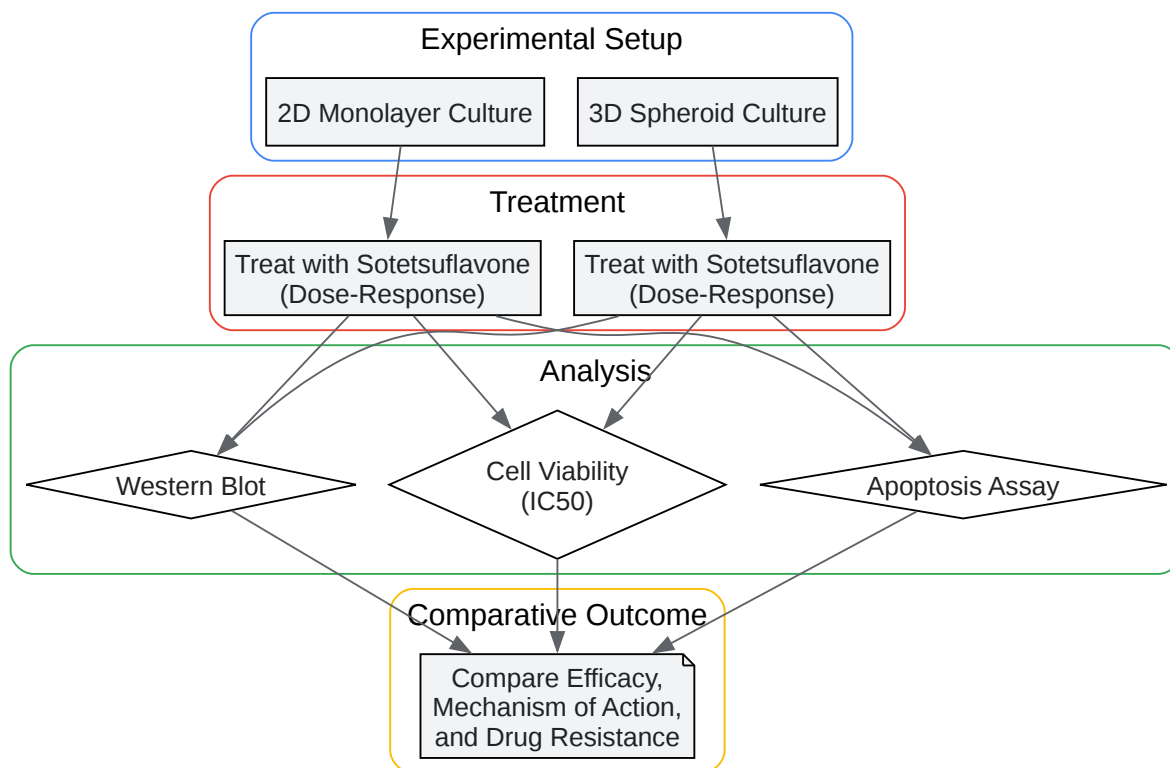 Experimental Setup
2D Monolayer Culture
3D Spheroid Culture
Treatment
Treat with Sotetsuflavone
(Dose-Response)
Treat with Sotetsuflavone
(Dose-Response)
Analysis
Western Blot
Cell Viability
(IC50)
Apoptosis Assay
Comparative Outcome
Compare Efficacy,
Mechanism of Action,
and Drug Resistance